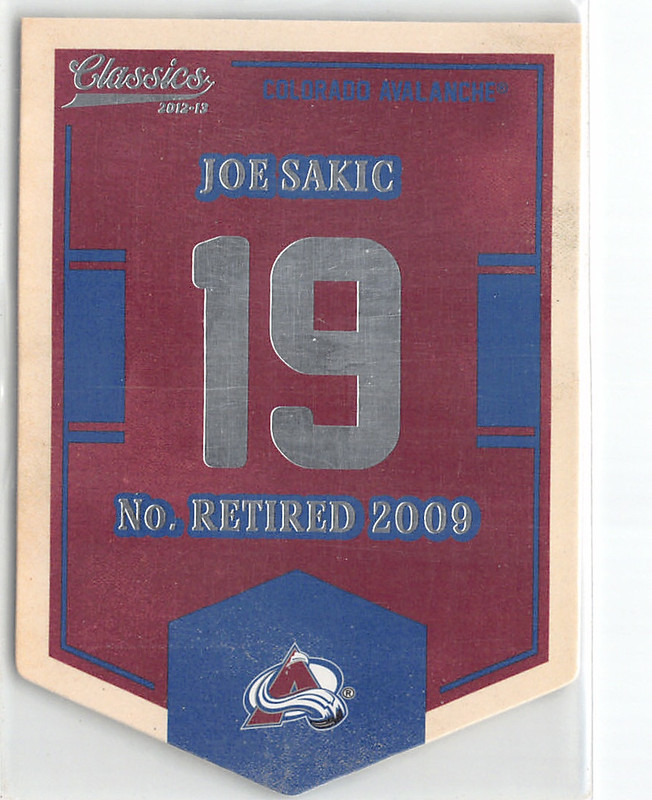 Classics
2012-13
COLORADO AVALANCHE®
JOE SAKIC
19
No. RETIRED 2009
A
®